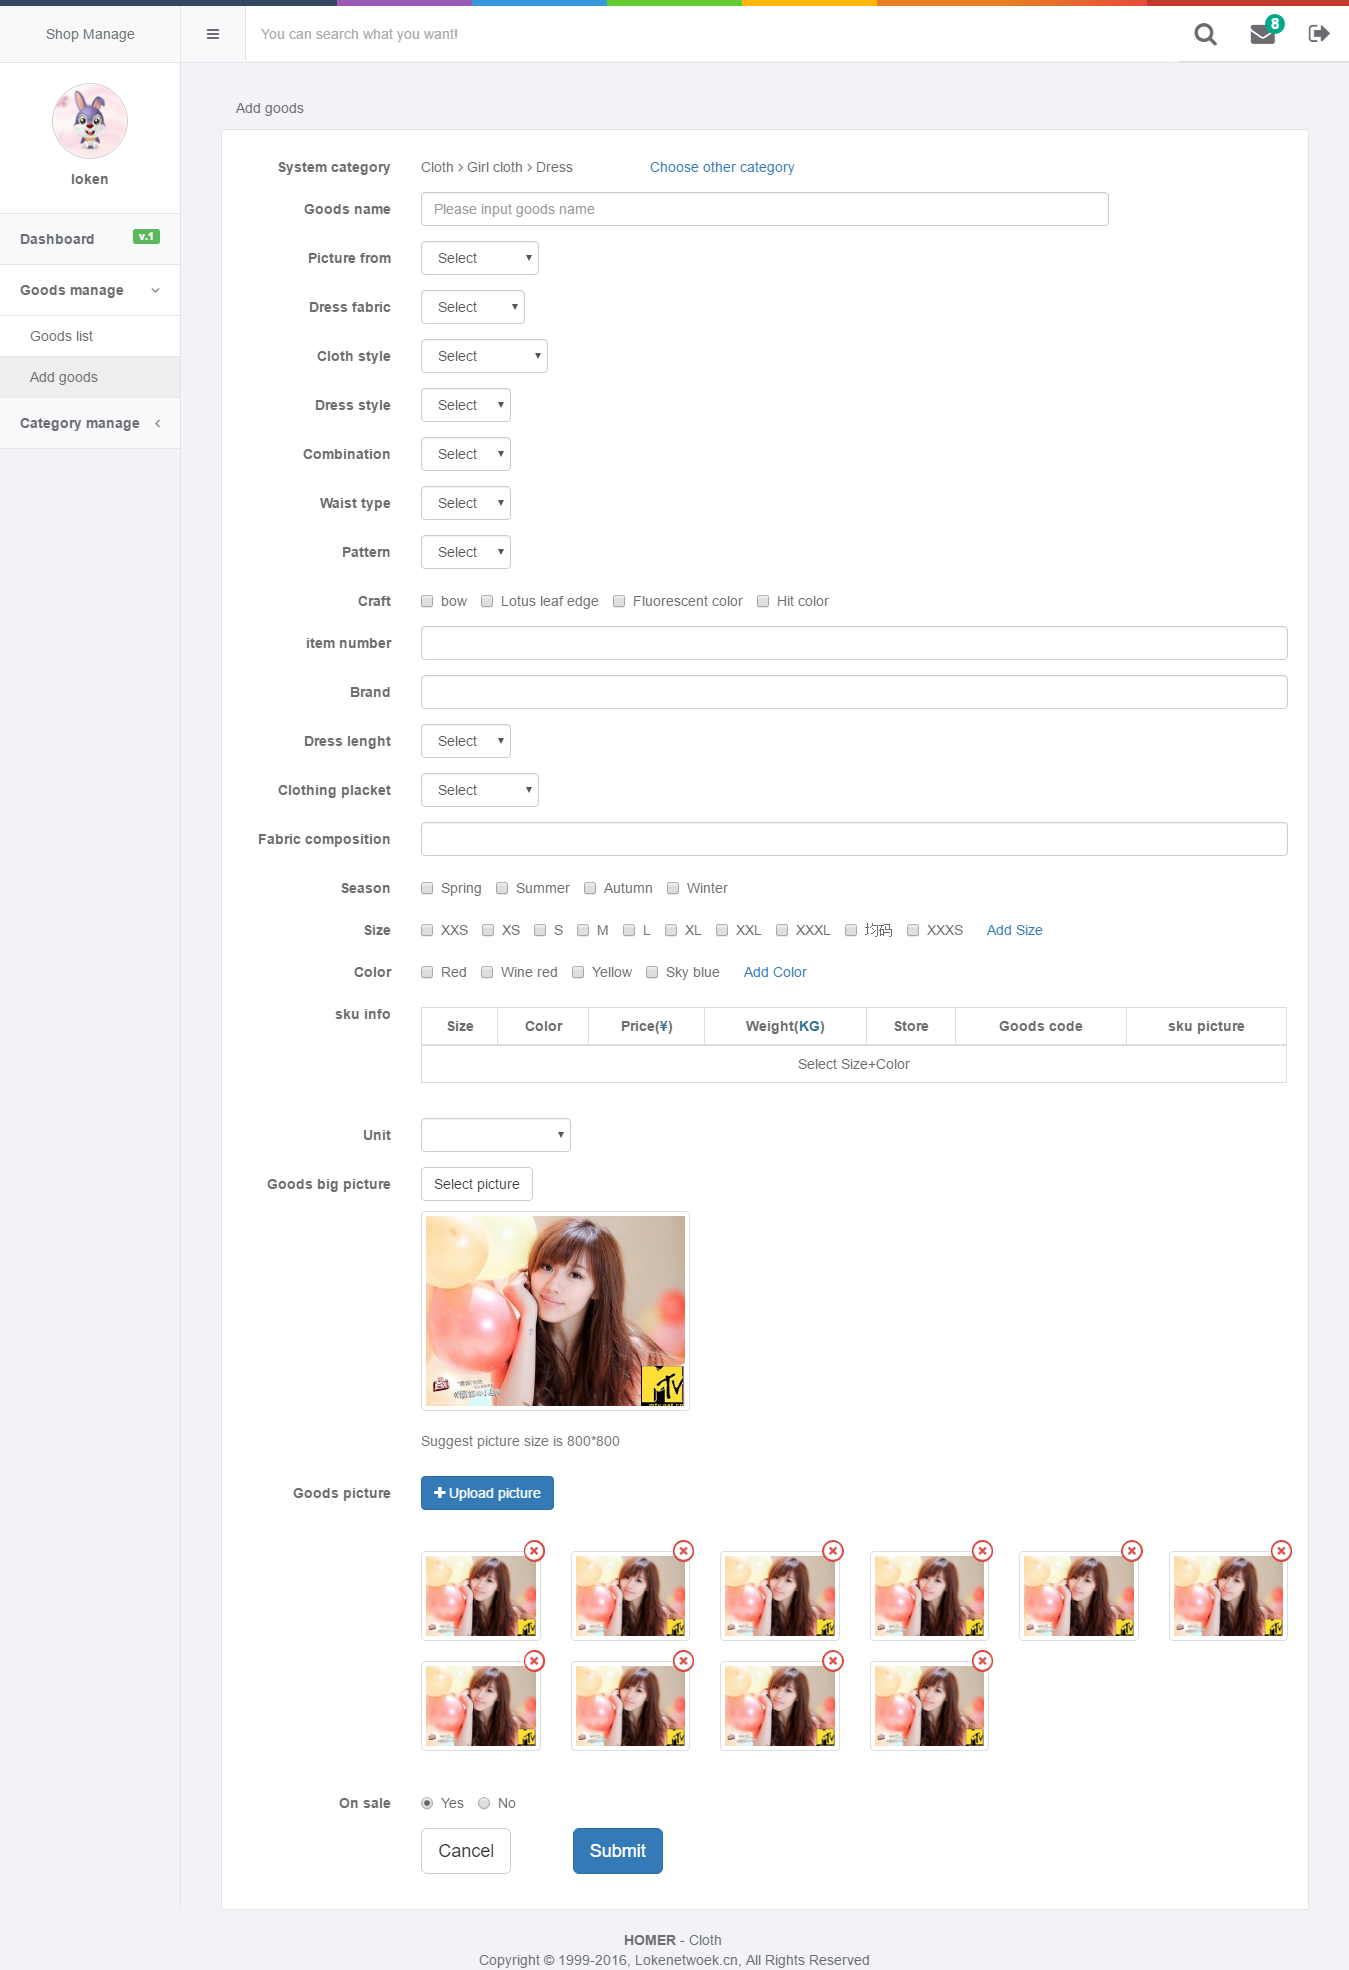 Shop Manage
You can search what you want!
8
loken
Dashboard
v.1
Goods manage
Goods list
Add goods
Category manage
Add goods
System category
Cloth > Girl cloth > Dress
Choose other category
Goods name
Please input goods name
Picture from
Select
Dress fabric
Select
Cloth style
Select
Dress style
Select
Combination
Select
Waist type
Select
Pattern
Select
Craft
bow Lotus leaf edge Fluorescent color Hit color
item number
Brand
Dress lenght
Select
Clothing placket
Select
Fabric composition
Season
Spring Summer Autumn Winter
Size
XXS XS S M L XL XXL XXXL 均码 XXXS Add Size
Color
Red Wine red Yellow Sky blue Add Color
sku info
Size Color Price(¥) Weight(KG) Store Goods code sku picture
Select Size+Color
Unit
Goods big picture
Select picture
MTV
Suggest picture size is 800*800
Goods picture
Upload picture
On sale
Yes No
Cancel
Submit
HOMER - Cloth
Copyright © 1999-2016, Lokenetwoek.cn, All Rights Reserved